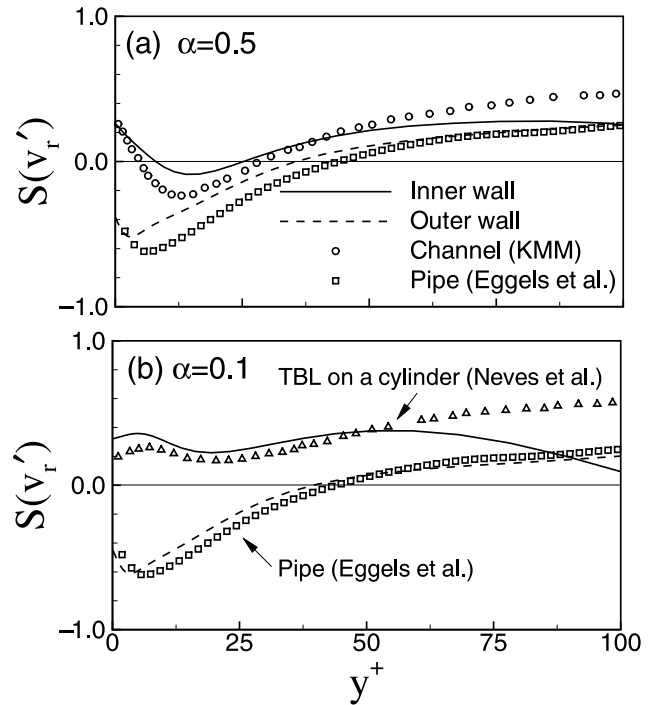 1.0
(a) α=0.5
S(v_r′)
0.0
Inner wall
Outer wall
Channel (KMM)
Pipe (Eggels et al.)
−1.0
1.0
(b) α=0.1
TBL on a cylinder (Neves et al.)
S(v_r′)
0.0
Pipe (Eggels et al.)
−1.0
0 25 50 75 100
y⁺